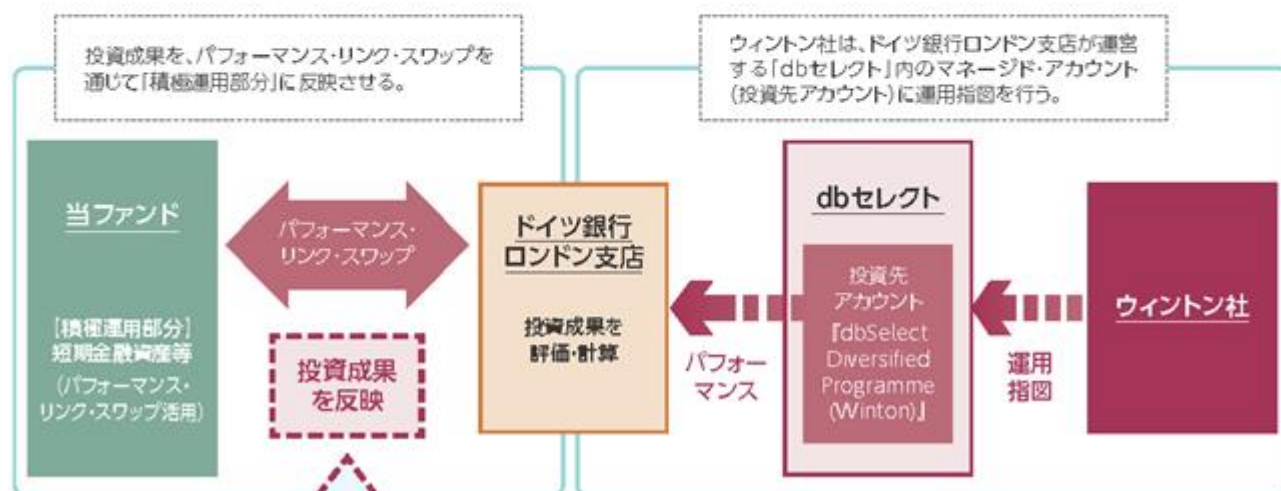 投資成果を、パフォーマンス・リンク・スワップを
通じて「積極運用部分」に反映させる。
ウィントン社は、ドイツ銀行ロンドン支店が運営
する「dbセレクト」内のマネージド・アカウント
(投資先アカウント)に運用指図を行う。
当ファンド
【積極運用部分】
短期金融資産等
(パフォーマンス・
リンク・スワップ活用)
パフォーマンス・
リンク・スワップ
投資成果
を反映
ドイツ銀行
ロンドン支店
投資成果を
評価・計算
パフォー
マンス
dbセレクト
投資先
アカウント
『dbSelect
Diversified
Programme
(Winton)』
運用
指図
ウィントン社